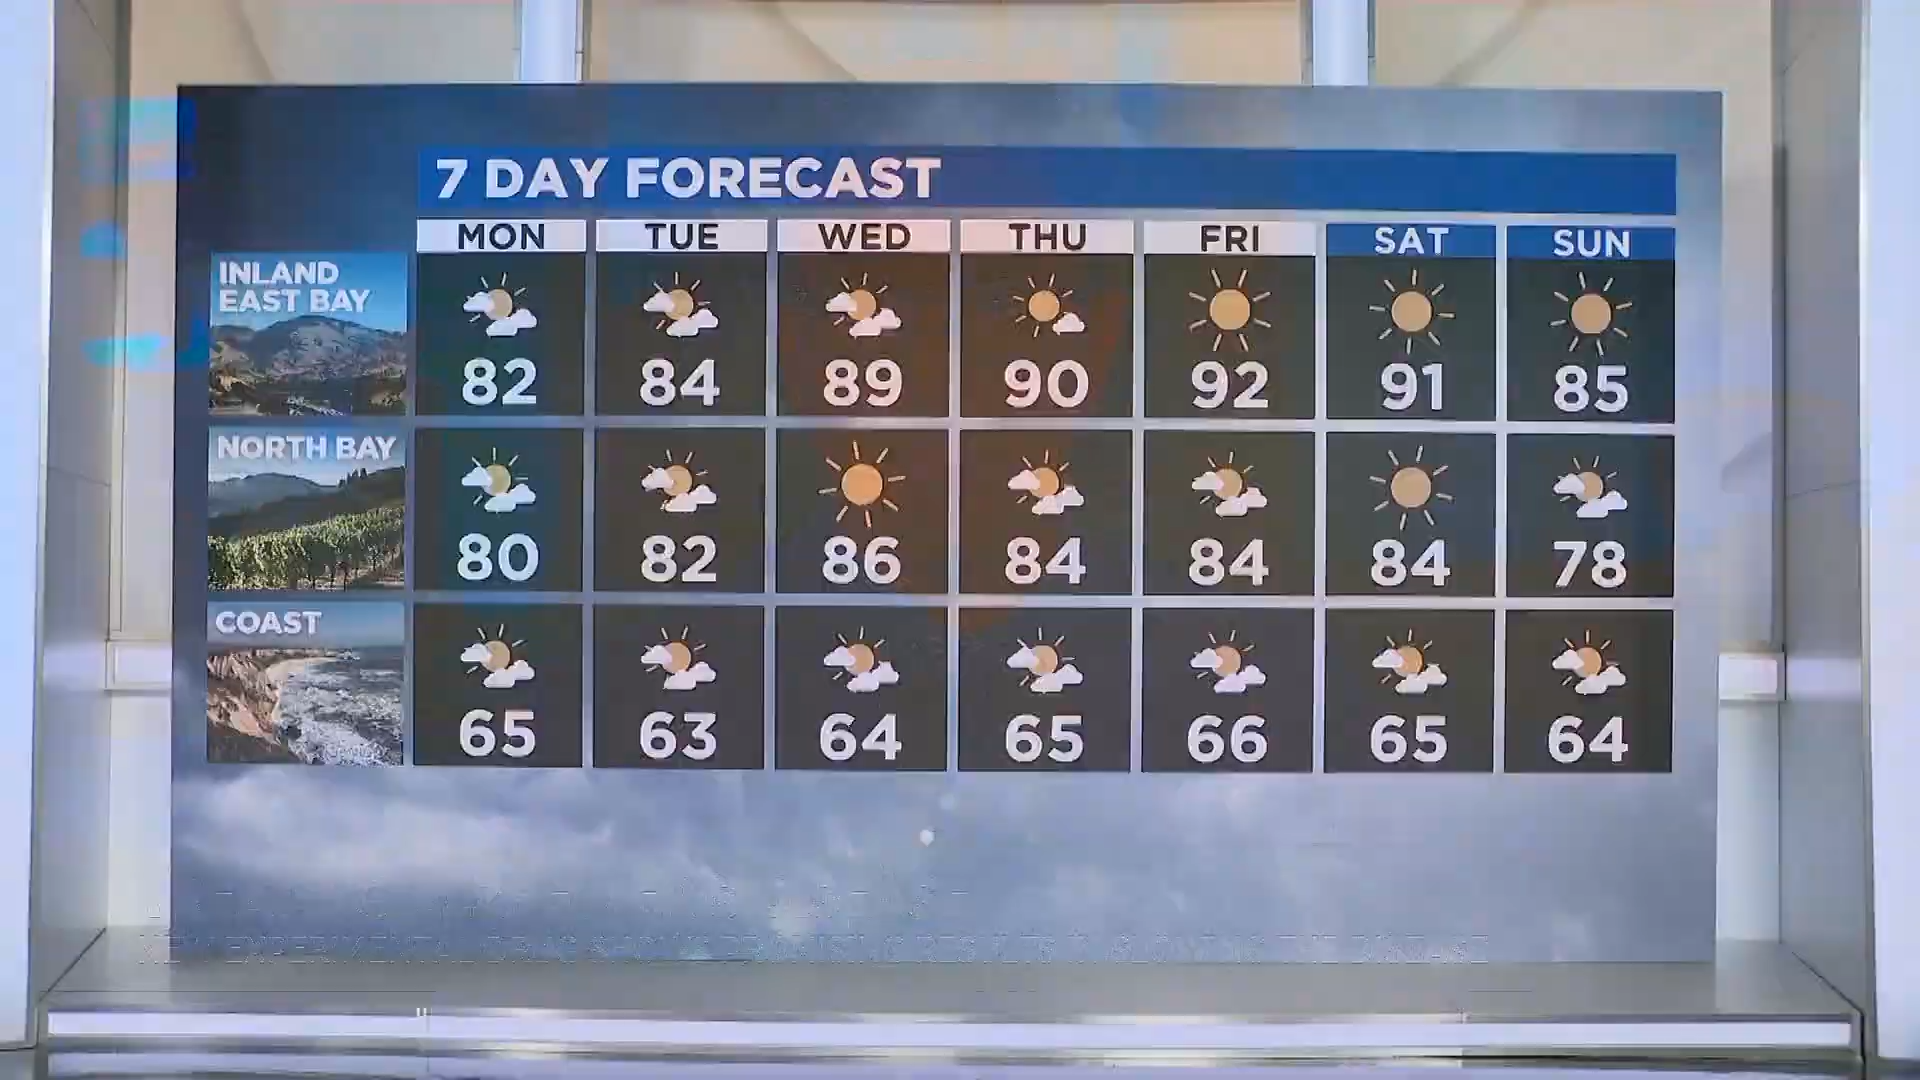 7 DAY FORECAST
MON TUE WED THU FRI SAT SUN
INLAND
EAST BAY
82 84 89 90 92 91 85
NORTH BAY
80 82 86 84 84 84 78
COAST
65 63 64 65 66 65 64